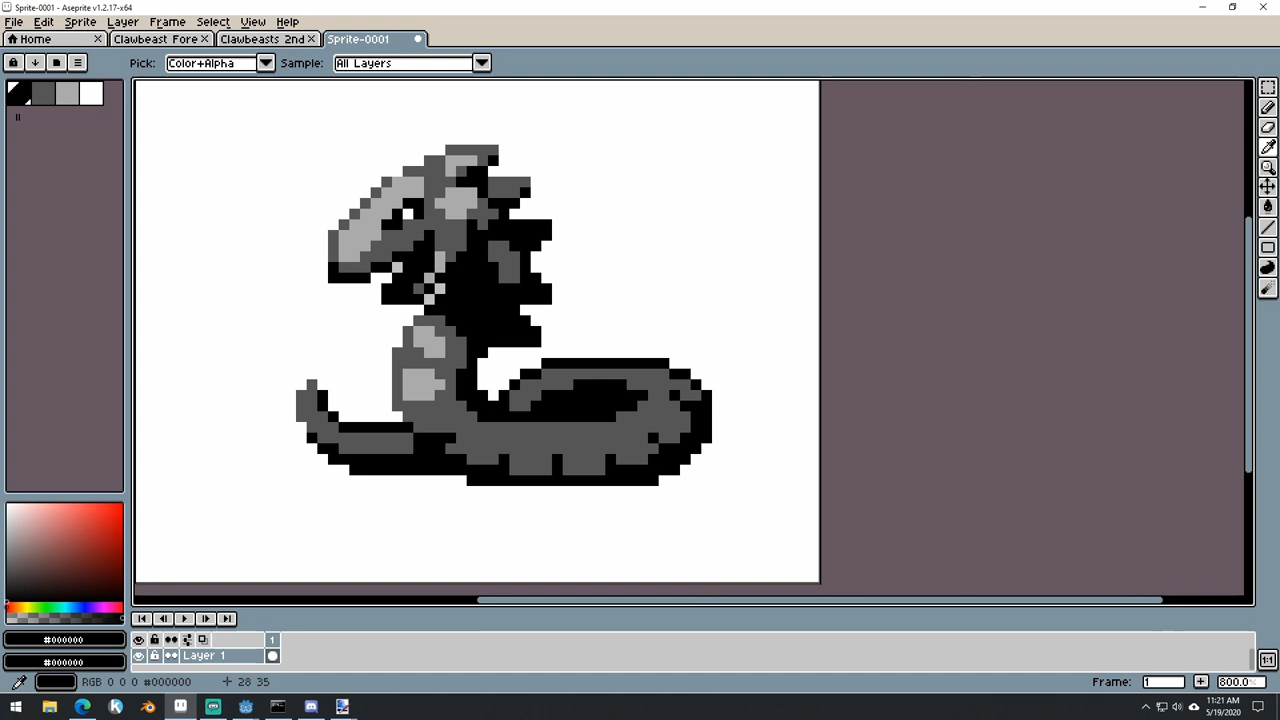 Sprite-0001 - Aseprite v1.2.17-x64
File Edit Sprite Layer Frame Select View Help
Home Clawbeast Fore Clawbeasts 2nd Sprite-0001
Pick: Color+Alpha Sample: All Layers
1
Layer 1
#000000
#000000
RGB 0 0 0 #000000 28 35 Frame: 1 800.0
1:1
11:21 AM
5/19/2020